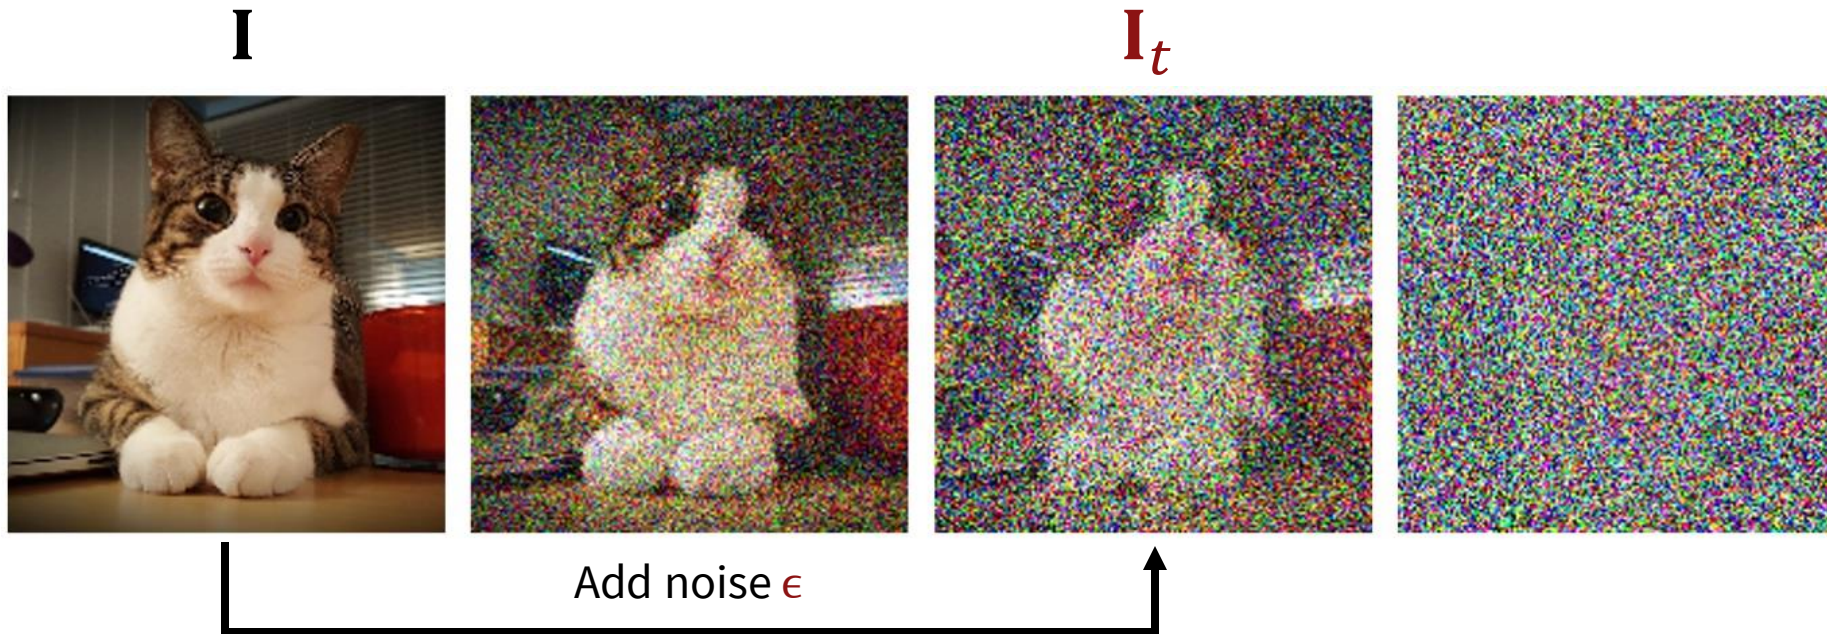 I
I_t
Add noise ϵ